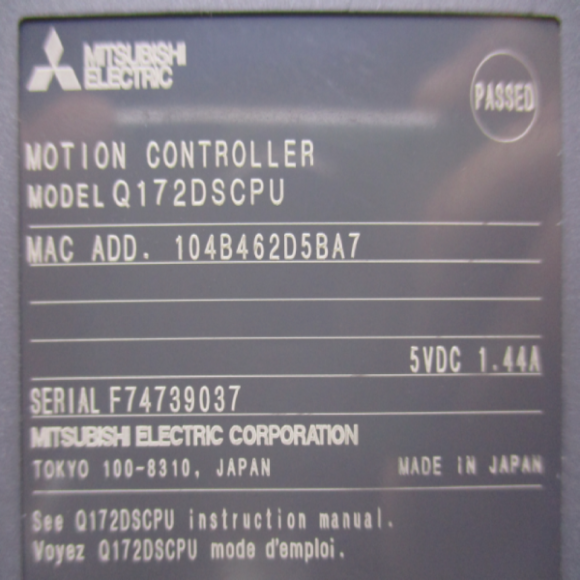 MITSUBISHI
ELECTRIC
PASSED
MOTION CONTROLLER
MODEL Q172DSCPU
MAC ADD. 104B462D5BA7
5VDC 1.44A
SERIAL F74739037
MITSUBISHI ELECTRIC CORPORATION
TOKYO 100-8310, JAPAN MADE IN JAPAN
See Q172DSCPU instruction manual.
Voyez Q172DSCPU mode d'emploi.